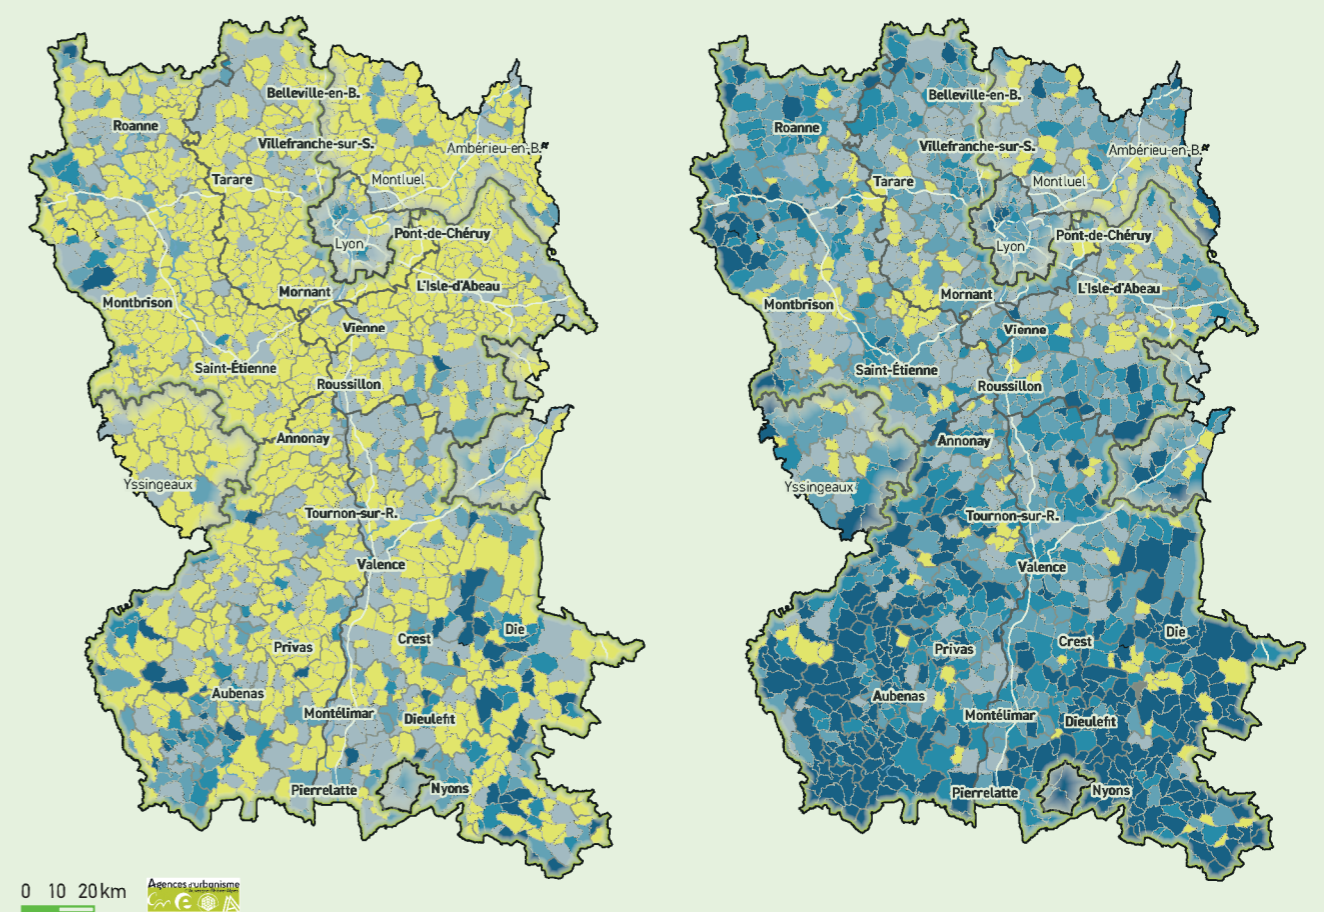 Belleville-en-B.
Roanne
Villefranche-sur-S.
Ambérieu-en-B.
Tarare
Montluel
Lyon
Pont-de-Chéruy
L'Isle-d'Abeau
Mornant
Montbrison
Vienne
Saint-Étienne
Roussillon
Annonay
Yssingeaux
Tournon-sur-R.
Valence
Die
Crest
Privas
Aubenas
Montélimar
Dieulefit
Pierrelatte
Nyons
Belleville-en-B.
Roanne
Villefranche-sur-S.
Ambérieu-en-B.
Tarare
Montluel
Lyon
Pont-de-Chéruy
L'Isle-d'Abeau
Mornant
Montbrison
Vienne
Saint-Étienne
Roussillon
Annonay
Yssingeaux
Tournon-sur-R.
Valence
Die
Crest
Privas
Aubenas
Montélimar
Dieulefit
Pierrelatte
Nyons
0 10 20 km
Agences d'urbanisme